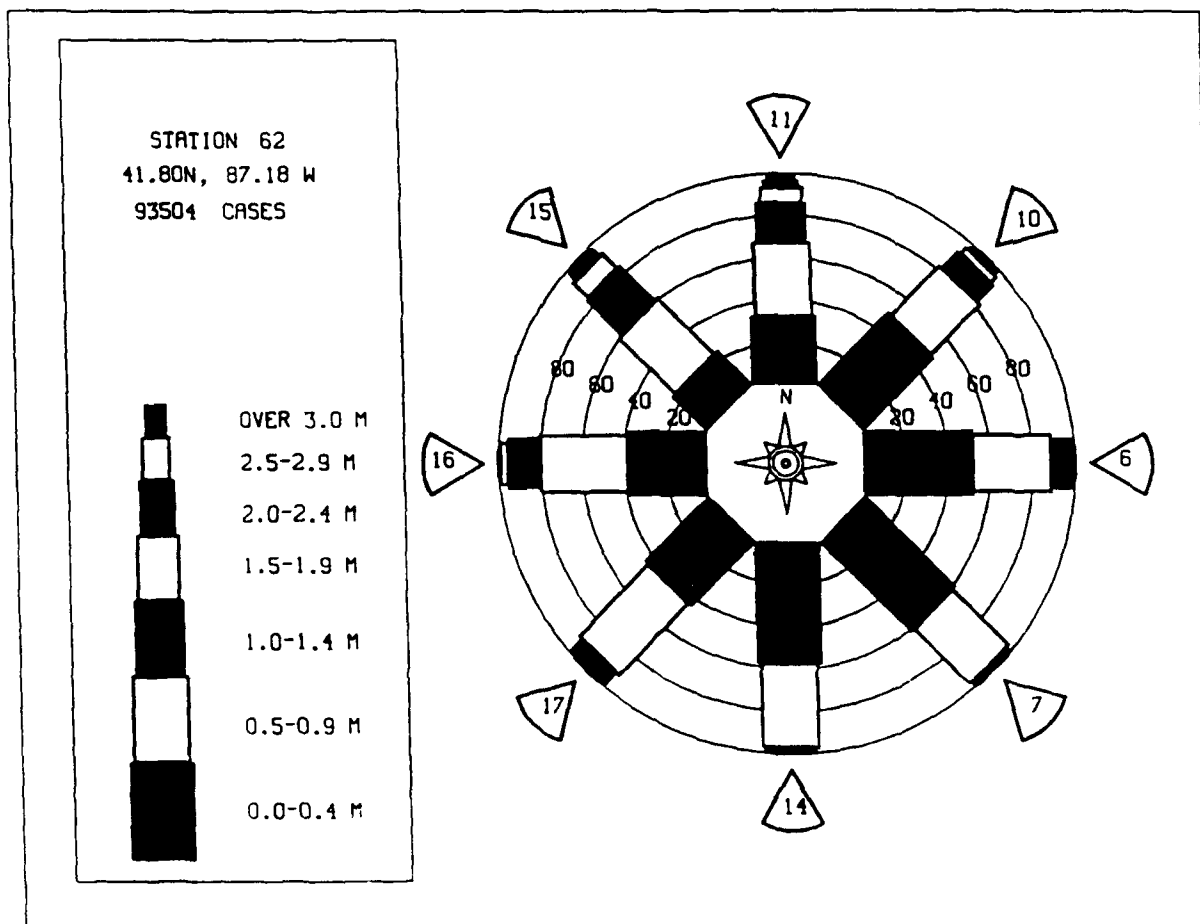 STATION 62
41.80N, 87.18 W
93504 CASES
OVER 3.0 M
2.5-2.9 M
2.0-2.4 M
1.5-1.9 M
1.0-1.4 M
0.5-0.9 M
0.0-0.4 M
11
15
10
80
60
40
20
N
20
40
60
80
16
6
17
7
14